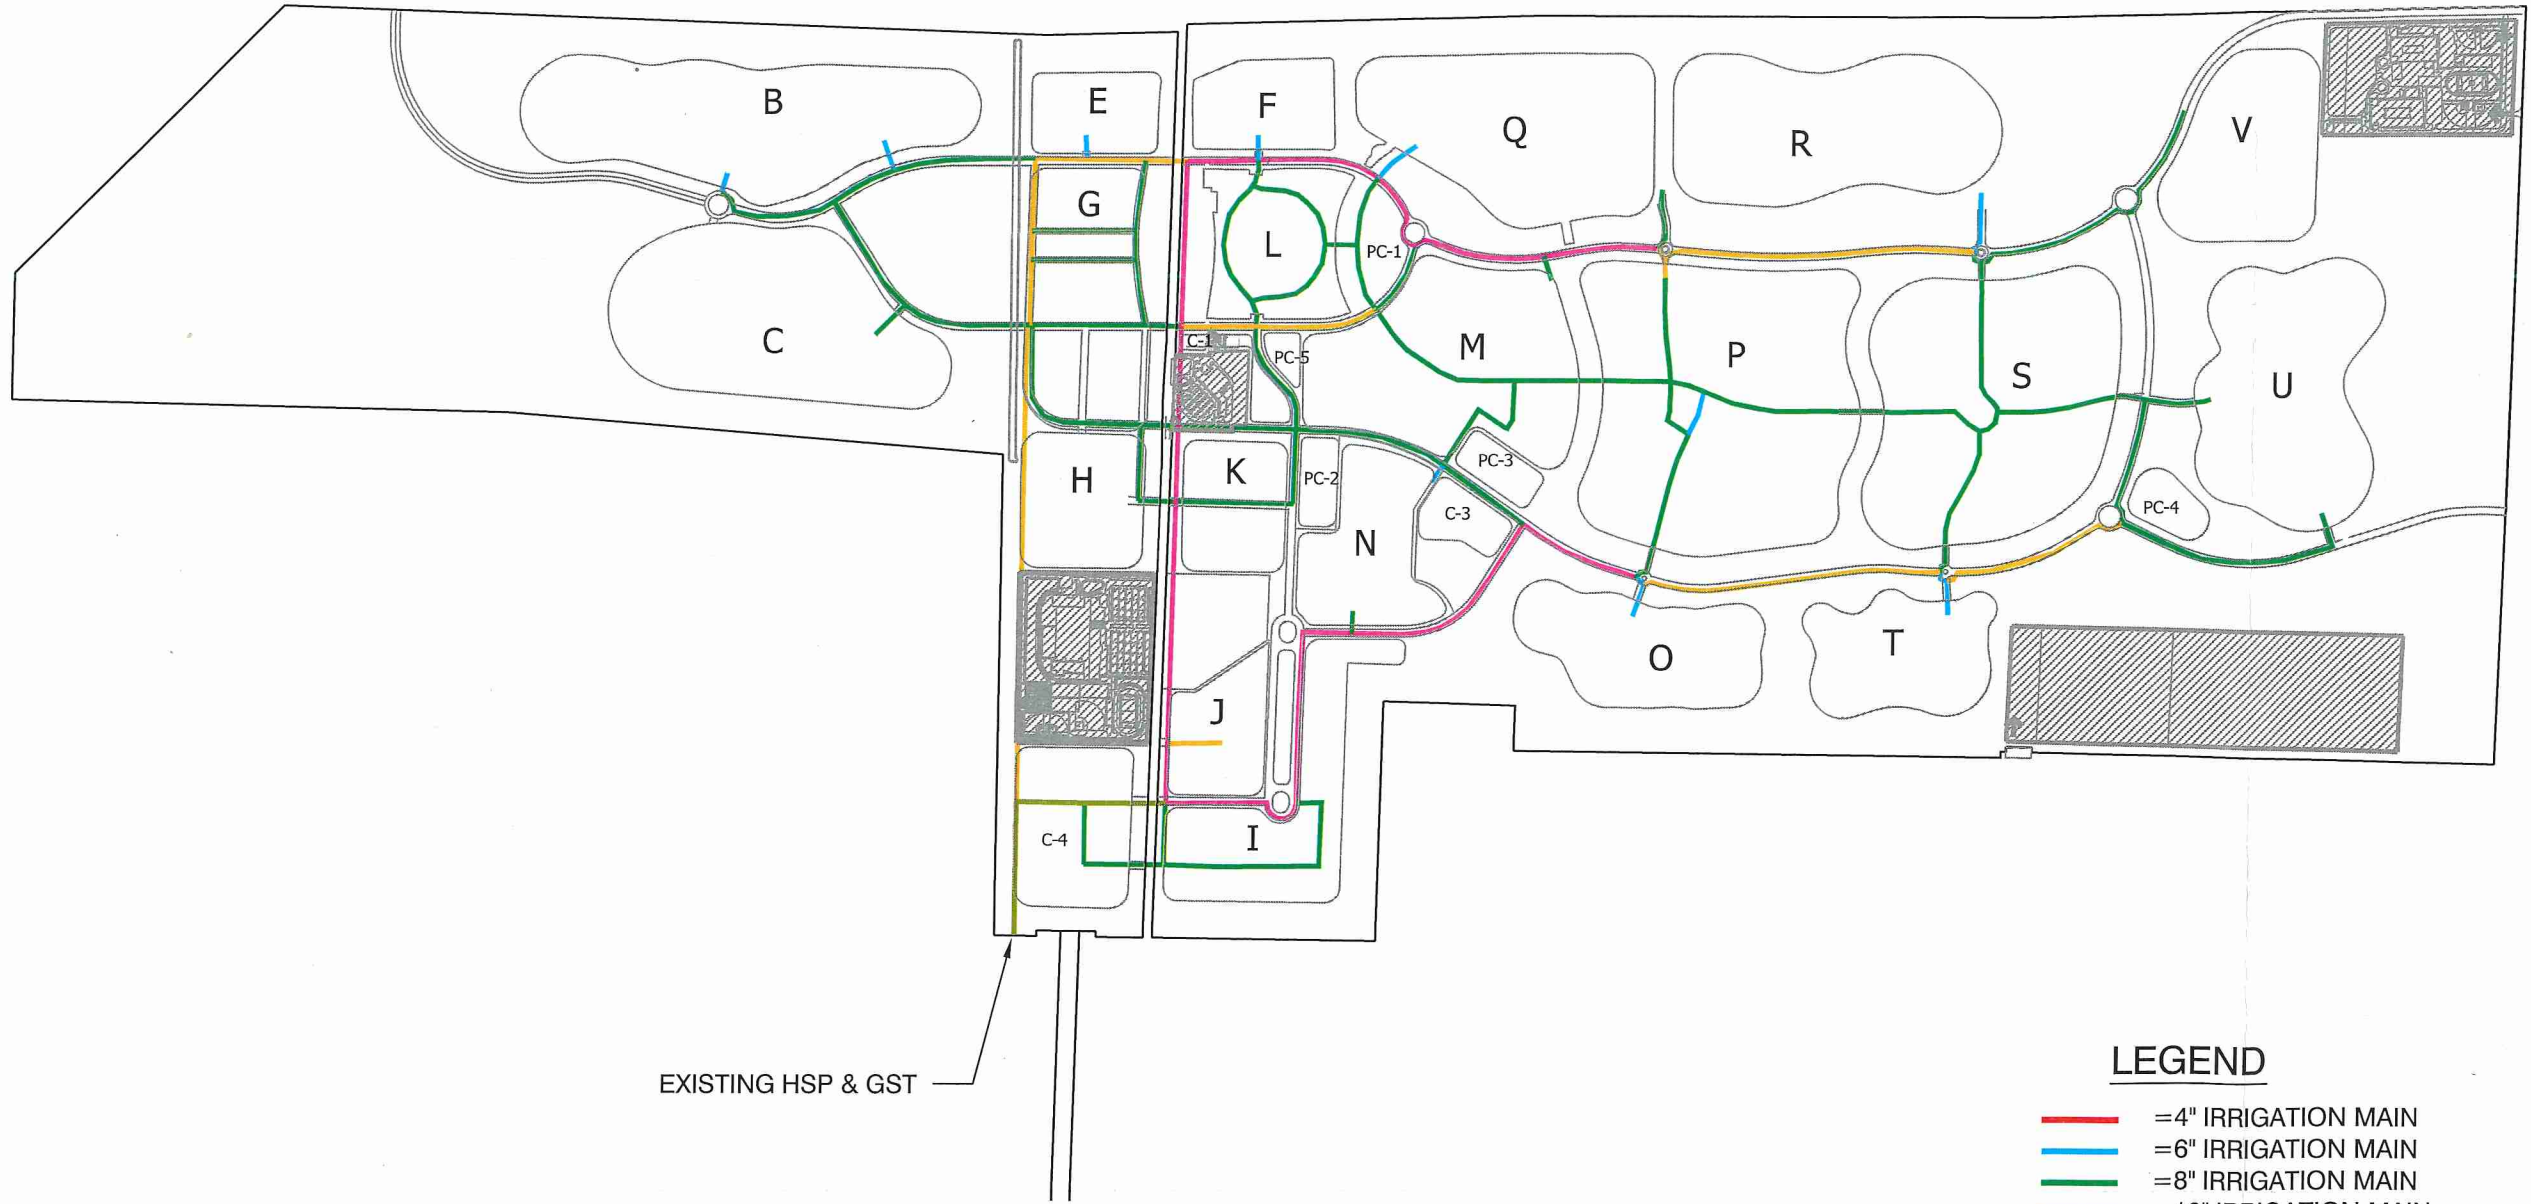 B
E
F
Q
R
V
G
L
PC-1
C
C-1
PC-5
M
P
S
U
H
K
PC-2
PC-3
C-3
PC-4
N
O
T
J
C-4
I
EXISTING HSP & GST
LEGEND
=4" IRRIGATION MAIN
=6" IRRIGATION MAIN
=8" IRRIGATION MAIN